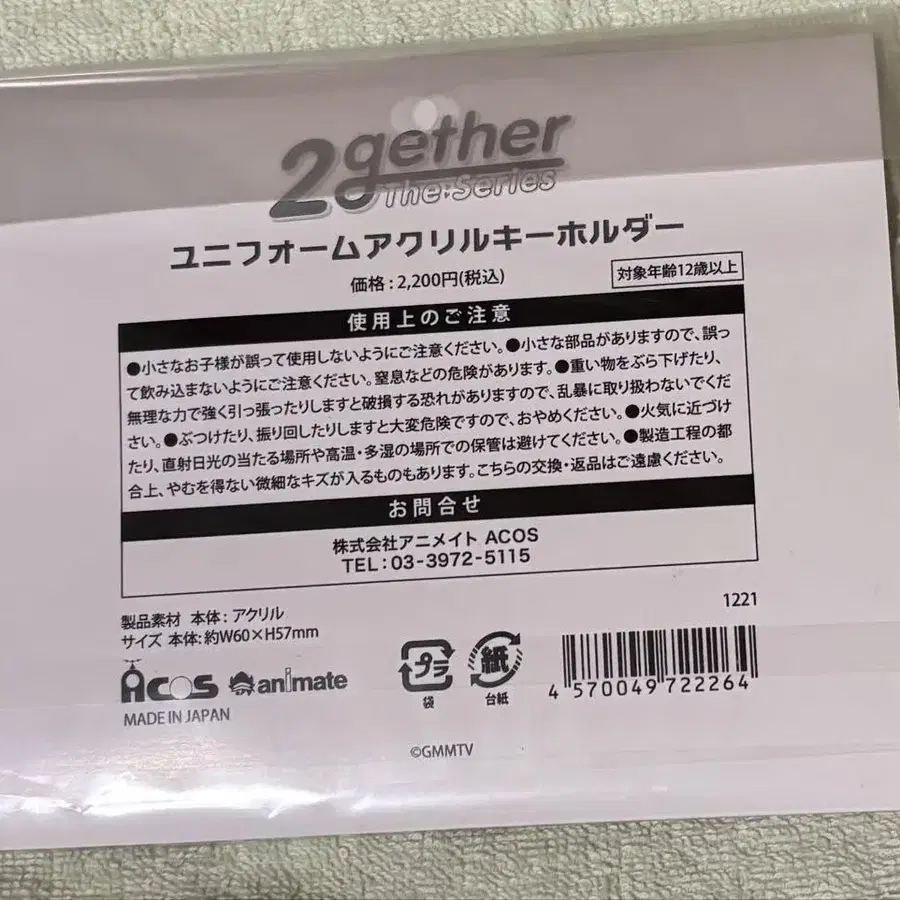 2gether
The Series
ユニフォームアクリルキーホルダー
価格:2,200円(税込)
対象年齢12歳以上
使用上のご注意
●小さなお子様が誤って使用しないようにご注意ください。●小さな部品がありますので、誤っ
て飲み込まないようにご注意ください。窒息などの危険があります。●重い物をぶら下げたり、
無理な力で強く引っ張ったりしますと破損する恐れがありますので、乱暴に取り扱わないでくだ
さい。●ぶつけたり、振り回したりしますと大変危険ですので、おやめください。●火気に近づけ
たり、直射日光の当たる場所や高温・多湿の場所での保管は避けてください。●製造工程の都
合上、やむを得ない微細なキズが入るものもあります。こちらの交換・返品はご遠慮ください。
お問合せ
株式会社アニメイト ACOS
TEL:03-3972-5115
1221
製品素材 本体:アクリル
サイズ 本体:約W60×H57mm
ACOS animate
MADE IN JAPAN
プラ
袋
紙
台紙
4 570049 722264
©GMMTV